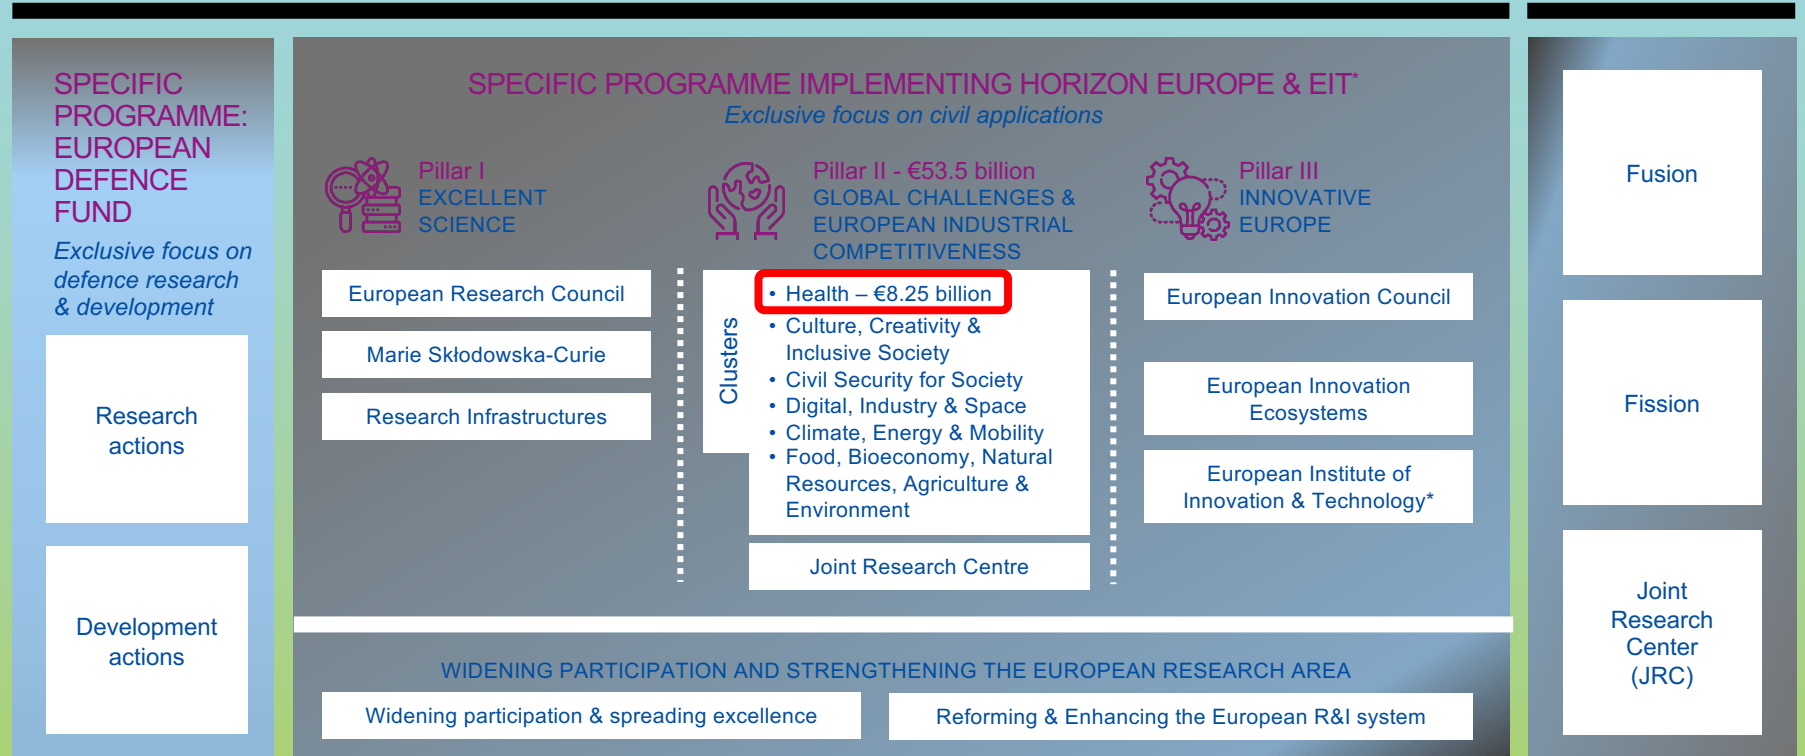 SPECIFIC
PROGRAMME:
EUROPEAN
DEFENCE
FUND
Exclusive focus on
defence research
& development
Research
actions
Development
actions
SPECIFIC PROGRAMME IMPLEMENTING HORIZON EUROPE & EIT*
Exclusive focus on civil applications
Pillar I
EXCELLENT
SCIENCE
European Research Council
Marie Skłodowska-Curie
Research Infrastructures
Pillar II - €53.5 billion
GLOBAL CHALLENGES &
EUROPEAN INDUSTRIAL
COMPETITIVENESS
Clusters
• Health – €8.25 billion
• Culture, Creativity &
Inclusive Society
• Civil Security for Society
• Digital, Industry & Space
• Climate, Energy & Mobility
• Food, Bioeconomy, Natural
Resources, Agriculture &
Environment
Joint Research Centre
Pillar III
INNOVATIVE
EUROPE
European Innovation Council
European Innovation
Ecosystems
European Institute of
Innovation & Technology*
WIDENING PARTICIPATION AND STRENGTHENING THE EUROPEAN RESEARCH AREA
Widening participation & spreading excellence
Reforming & Enhancing the European R&I system
Fusion
Fission
Joint
Research
Center
(JRC)